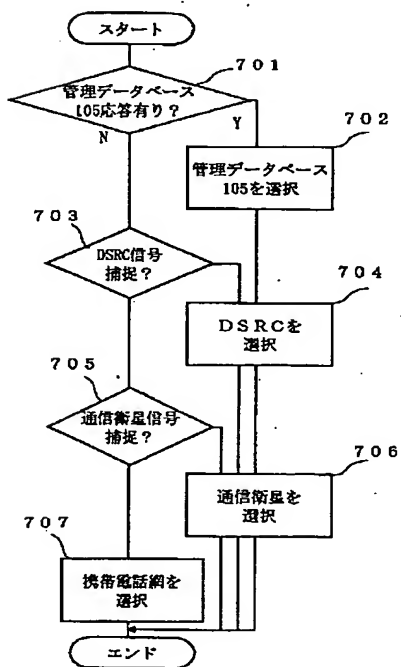 スタート
701
管理データベース
105応答有り？
N
Y
702
管理データベース
105を選択
703
DSRC信号
捕捉？
704
DSRCを
選択
705
通信衛星信号
捕捉？
706
通信衛星を
選択
707
携帯電話網を
選択
エンド